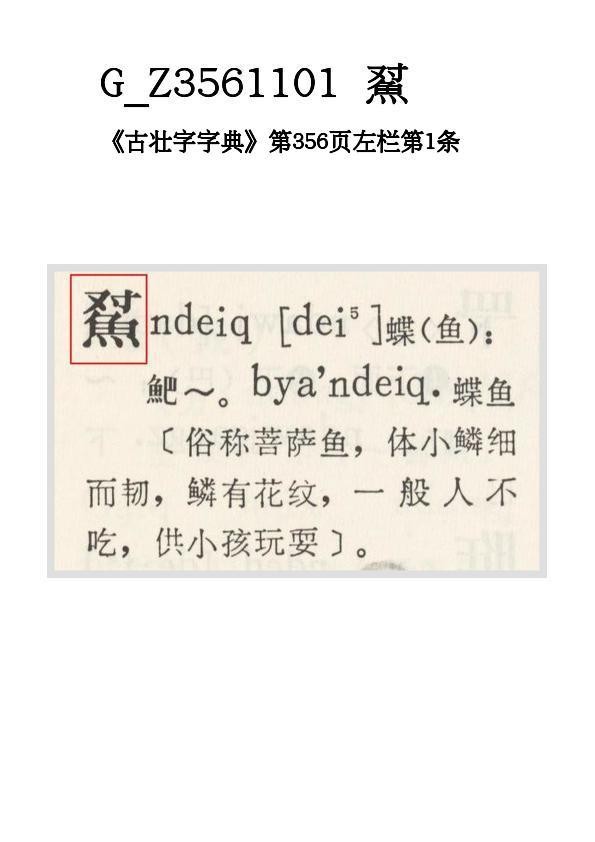 G_Z3561101
《古壮字字典》第356页左栏第1条
ndeiq [dei⁵]蝶(鱼)：
䰾～。bya'ndeiq. 蝶鱼
〔俗称菩萨鱼，体小鳞细
而韧，鳞有花纹，一般人不
吃，供小孩玩耍〕。